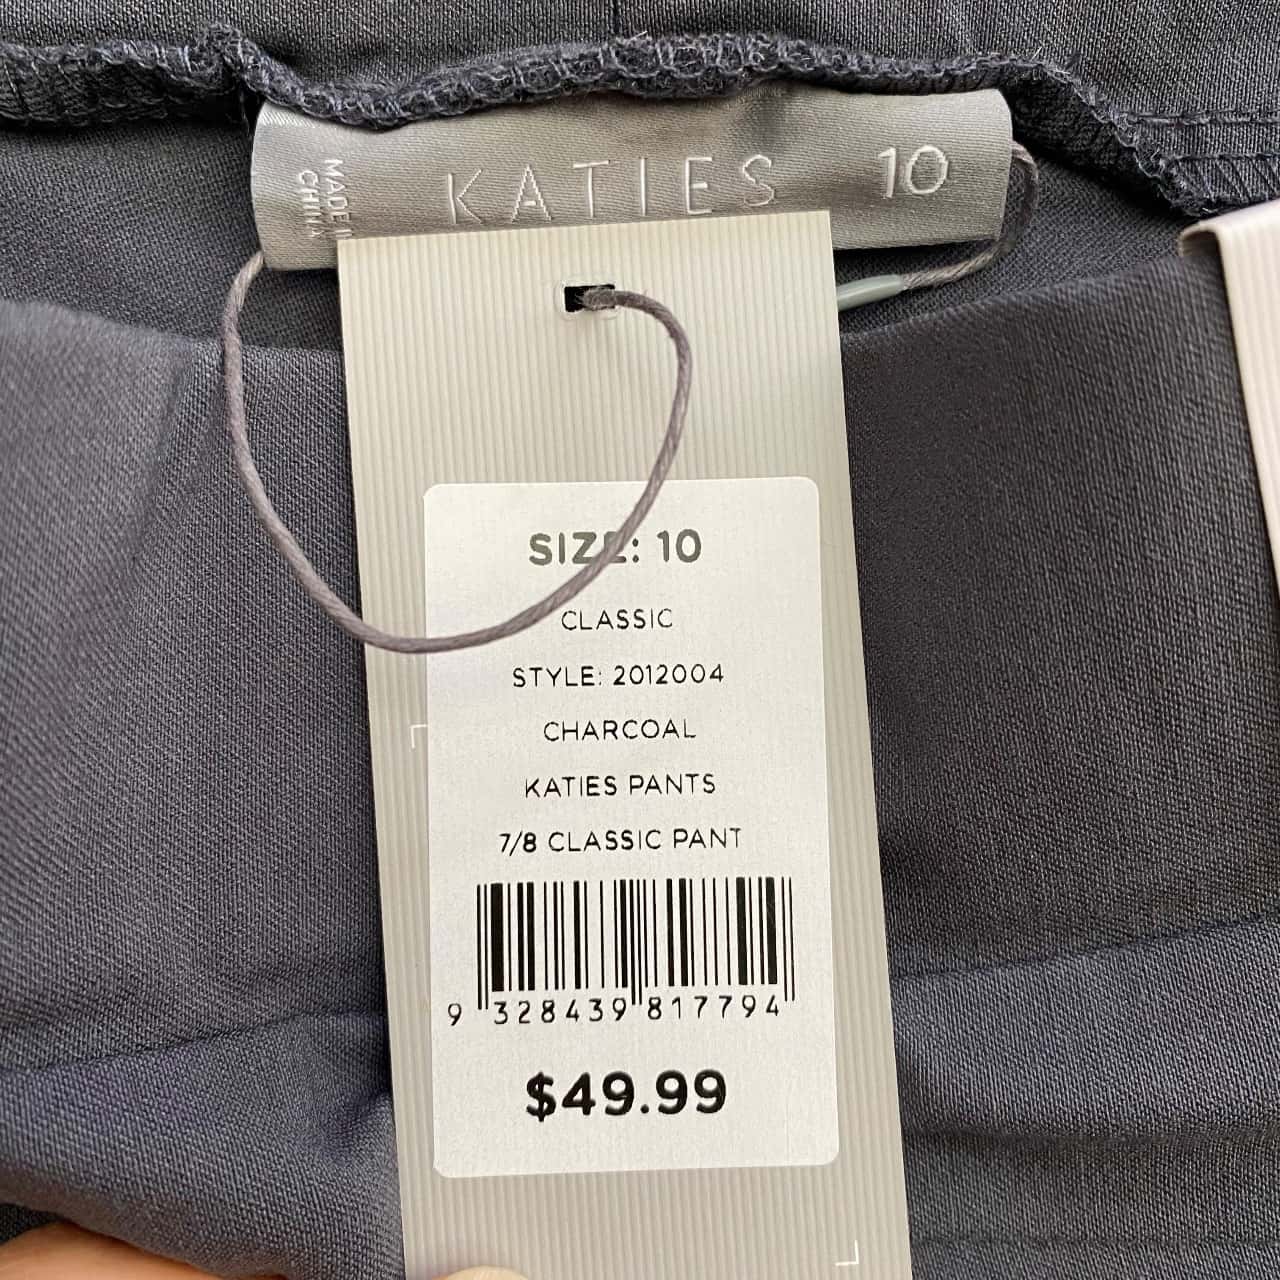 MADE IN
CHINA
KATIES 10
SIZE: 10
CLASSIC
STYLE: 2012004
CHARCOAL
KATIES PANTS
7/8 CLASSIC PANT
9 328439 817794
$49.99